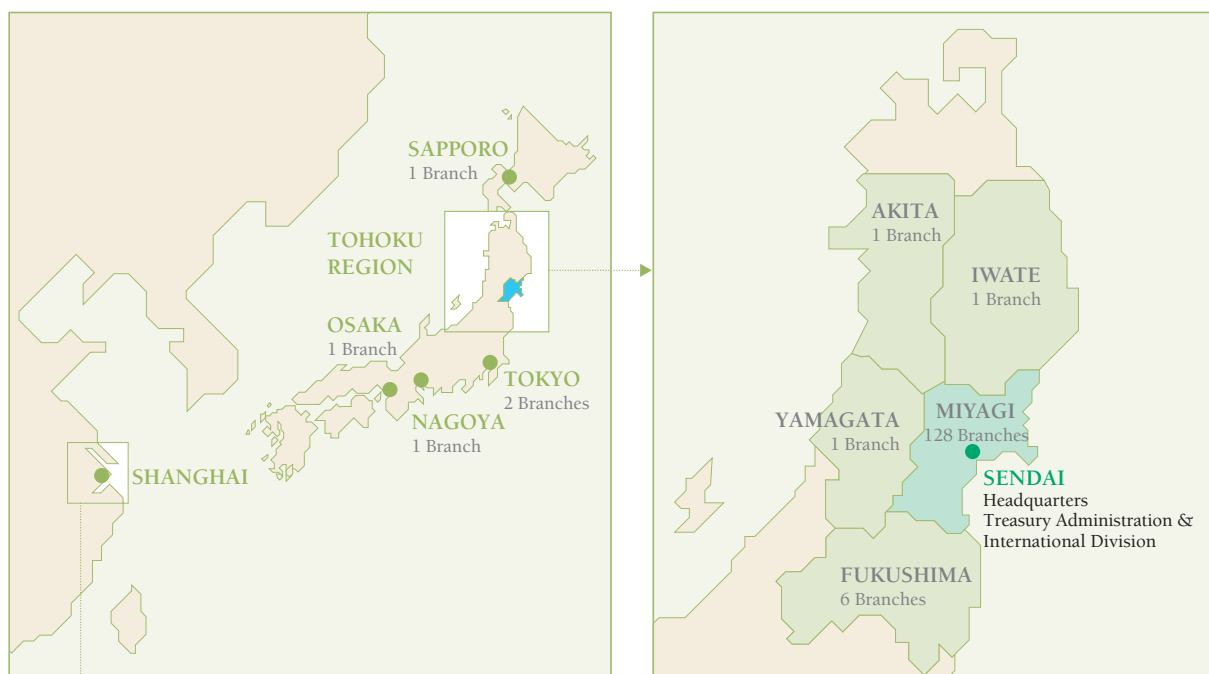 SAPPORO
1 Branch
TOHOKU
REGION
OSAKA
1 Branch
TOKYO
2 Branches
NAGOYA
1 Branch
SHANGHAI
AKITA
1 Branch
IWATE
1 Branch
YAMAGATA
1 Branch
MIYAGI
128 Branches
SENDAI
Headquarters
Treasury Administration &
International Division
FUKUSHIMA
6 Branches